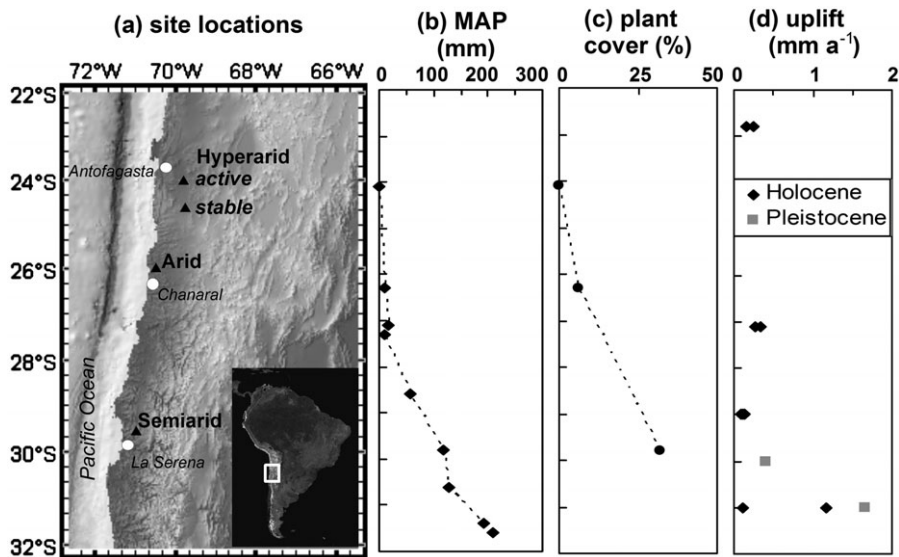 (a) site locations
(b) MAP
(mm)
(c) plant
cover (%)
(d) uplift
(mm a⁻¹)
72°W 70°W 68°W 66°W
0 100 200 300
0 25 50
0 1 2
22°S
24°S
26°S
28°S
30°S
32°S
Hyperarid
Antofagasta
active
stable
Arid
Chanaral
Semiarid
La Serena
Pacific Ocean
Holocene
Pleistocene